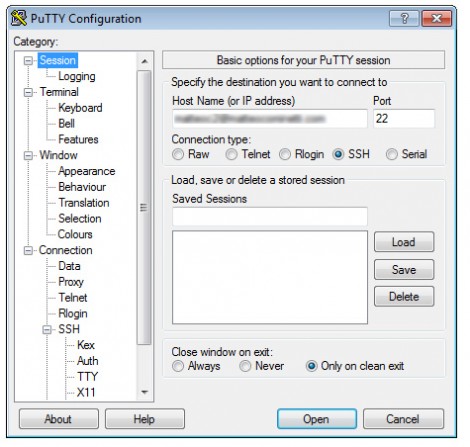 PuTTY Configuration
Category:
Session
Logging
Terminal
Keyboard
Bell
Features
Window
Appearance
Behaviour
Translation
Selection
Colours
Connection
Data
Proxy
Telnet
Rlogin
SSH
Kex
Auth
TTY
X11
Basic options for your PuTTY session
Specify the destination you want to connect to
Host Name (or IP address) Port
22
Connection type:
Raw Telnet Rlogin SSH Serial
Load, save or delete a stored session
Saved Sessions
Load
Save
Delete
Close window on exit:
Always Never Only on clean exit
About Help Open Cancel